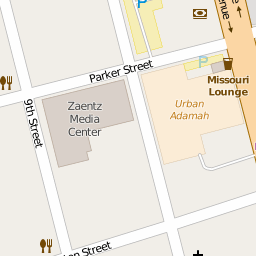 P
Parker Street
Missouri
Lounge
Zaentz
Media
Center
Urban
Adamah
9th Street
Street